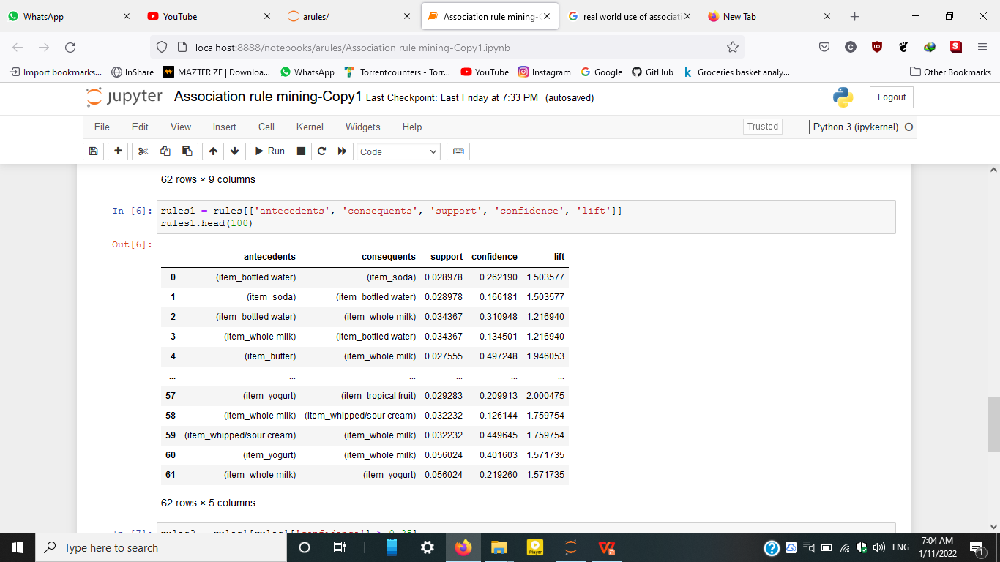 WhatsApp
YouTube
arules/
Association rule mining-C
real world use of associati
New Tab
localhost:8888/notebooks/arules/Association rule mining-Copy1.ipynb
Import bookmarks... InShare MAZTERIZE | Downloa... WhatsApp Torrentcounters - Torr... YouTube Instagram Google GitHub Groceries basket analy... Other Bookmarks
jupyter Association rule mining-Copy1 Last Checkpoint: Last Friday at 7:33 PM (autosaved) Logout
File Edit View Insert Cell Kernel Widgets Help Trusted Python 3 (ipykernel)
Run Code
62 rows × 9 columns
In [6]: rules1 = rules[['antecedents', 'consequents', 'support', 'confidence', 'lift']]
rules1.head(100)
Out[6]:
antecedents consequents support confidence lift
0 (item_bottled water) (item_soda) 0.028978 0.262190 1.503577
1 (item_soda) (item_bottled water) 0.028978 0.166181 1.503577
2 (item_bottled water) (item_whole milk) 0.034367 0.310948 1.216940
3 (item_whole milk) (item_bottled water) 0.034367 0.134501 1.216940
4 (item_butter) (item_whole milk) 0.027555 0.497248 1.946053
... ... ... ... ... ...
57 (item_yogurt) (item_tropical fruit) 0.029283 0.209913 2.000475
58 (item_whole milk) (item_whipped/sour cream) 0.032232 0.126144 1.759754
59 (item_whipped/sour cream) (item_whole milk) 0.032232 0.449645 1.759754
60 (item_yogurt) (item_whole milk) 0.056024 0.401603 1.571735
61 (item_whole milk) (item_yogurt) 0.056024 0.219260 1.571735
62 rows × 5 columns
In [7]: rules2 = rules1[rules1['confidence'] > 0.25]
Type here to search
ENG
7:04 AM
1/11/2022